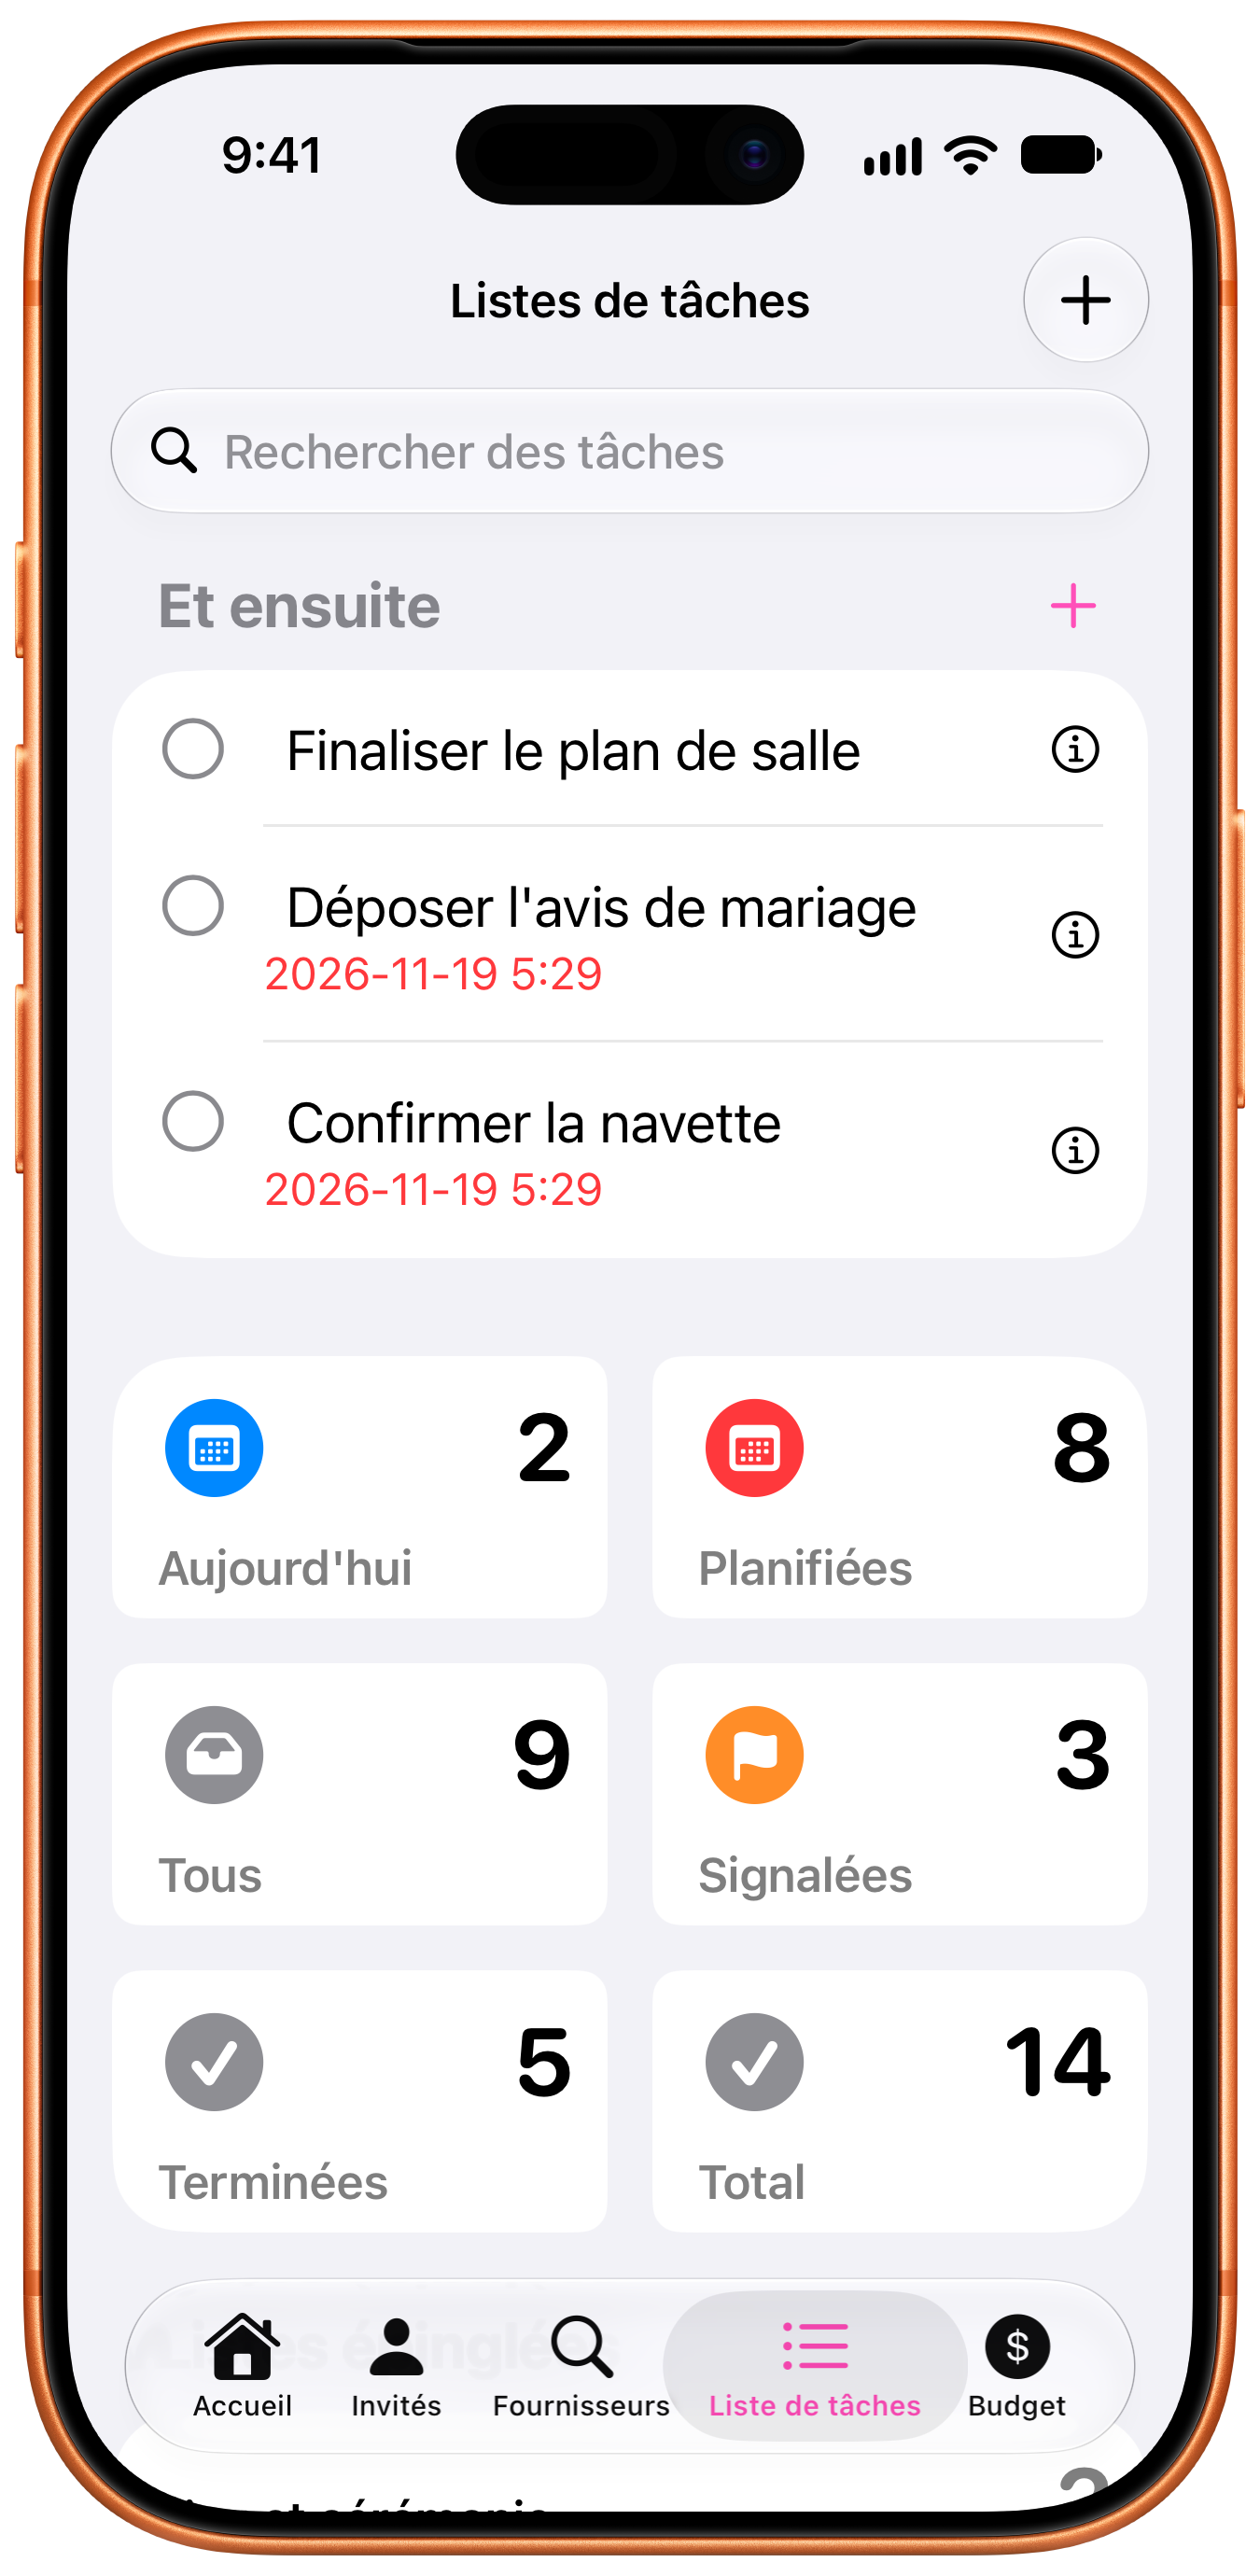 9:41
Listes de tâches
Rechercher des tâches
Et ensuite
Finaliser le plan de salle
Déposer l'avis de mariage
2026-11-19 5:29
Confirmer la navette
2026-11-19 5:29
2
Aujourd'hui
8
Planifiées
9
Tous
3
Signalées
5
Terminées
14
Total
Accueil
Invités
Fournisseurs
Liste de tâches
Budget
et cérémonie